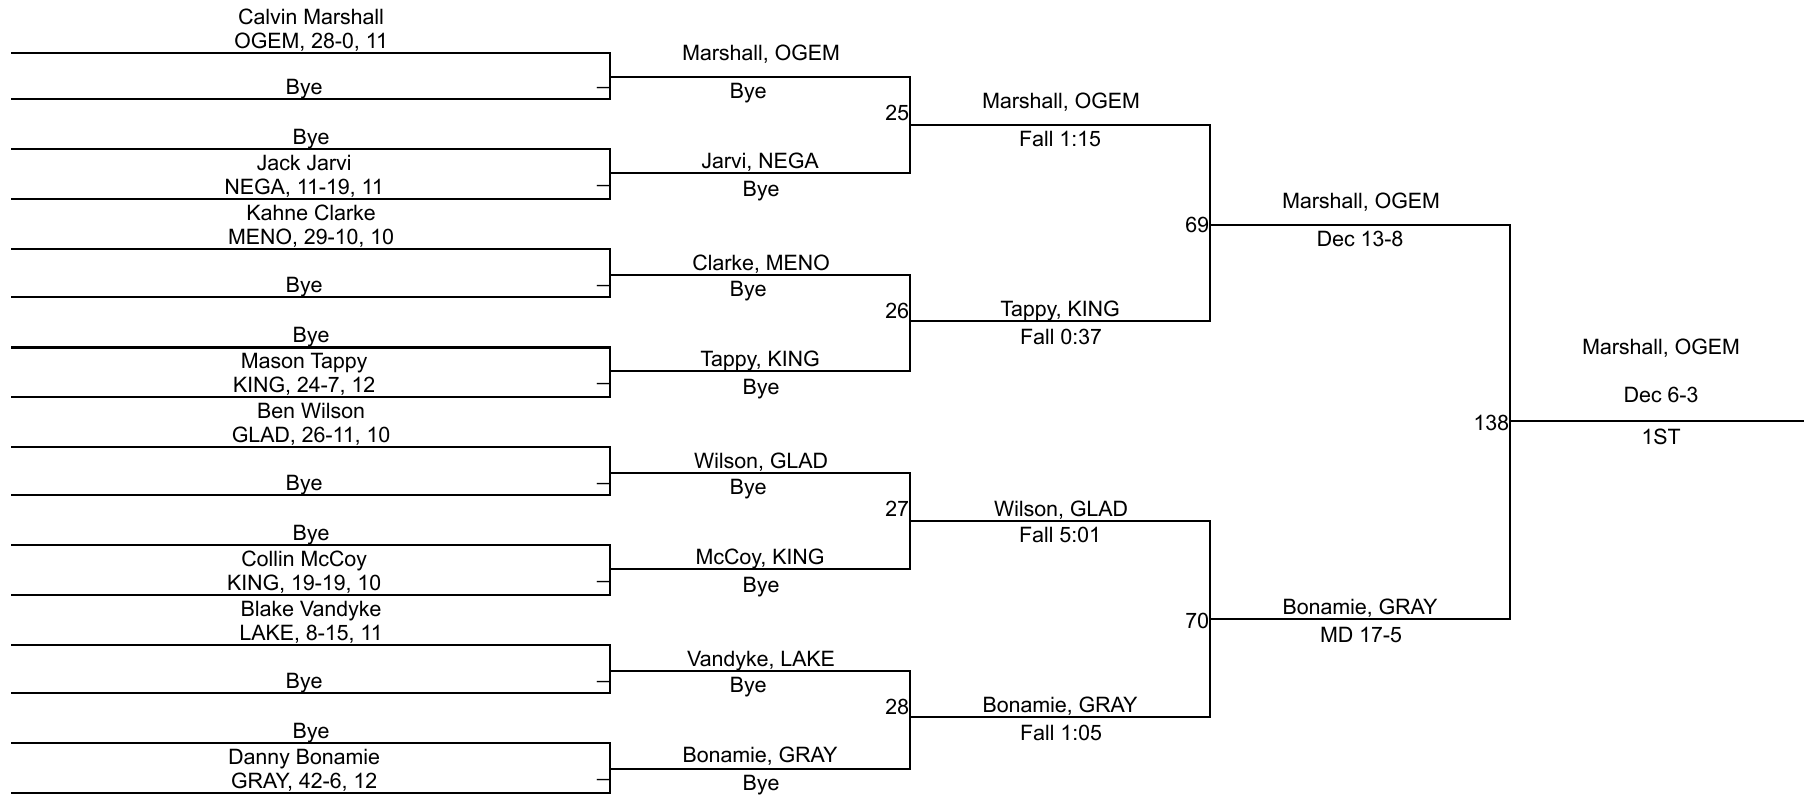 Calvin Marshall
OGEM, 28-0, 11
Bye
Bye
Jack Jarvi
NEGA, 11-19, 11
Kahne Clarke
MENO, 29-10, 10
Bye
Bye
Mason Tappy
KING, 24-7, 12
Ben Wilson
GLAD, 26-11, 10
Bye
Bye
Collin McCoy
KING, 19-19, 10
Blake Vandyke
LAKE, 8-15, 11
Bye
Bye
Danny Bonamie
GRAY, 42-6, 12
Marshall, OGEM
Bye
25
Jarvi, NEGA
Bye
Clarke, MENO
Bye
26
Tappy, KING
Bye
Wilson, GLAD
Bye
27
McCoy, KING
Bye
Vandyke, LAKE
Bye
28
Bonamie, GRAY
Bye
Marshall, OGEM
Fall 1:15
69
Tappy, KING
Fall 0:37
Wilson, GLAD
Fall 5:01
70
Bonamie, GRAY
Fall 1:05
Marshall, OGEM
Dec 13-8
138
Bonamie, GRAY
MD 17-5
Marshall, OGEM
Dec 6-3
1ST